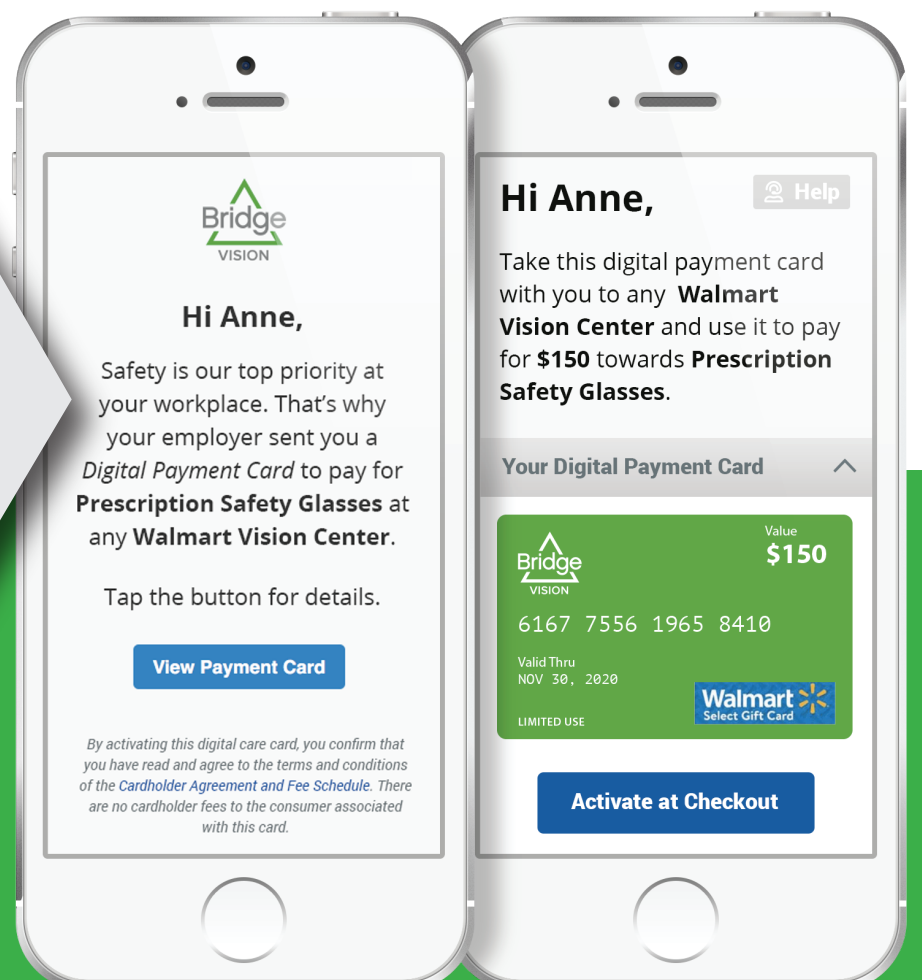 Bridge
VISION
Hi Anne,
Safety is our top priority at
your workplace. That’s why
your employer sent you a
Digital Payment Card to pay for
Prescription Safety Glasses at
any Walmart Vision Center.
Tap the button for details.
View Payment Card
By activating this digital care card, you confirm that
you have read and agree to the terms and conditions
of the Cardholder Agreement and Fee Schedule. There
are no cardholder fees to the consumer associated
with this card.
Hi Anne,
Help
Take this digital payment card
with you to any Walmart
Vision Center and use it to pay
for $150 towards Prescription
Safety Glasses.
Your Digital Payment Card
Bridge
VISION
Value
$150
6167 7556 1965 8410
Valid Thru
NOV 30, 2020
LIMITED USE
Walmart
Select Gift Card
Activate at Checkout